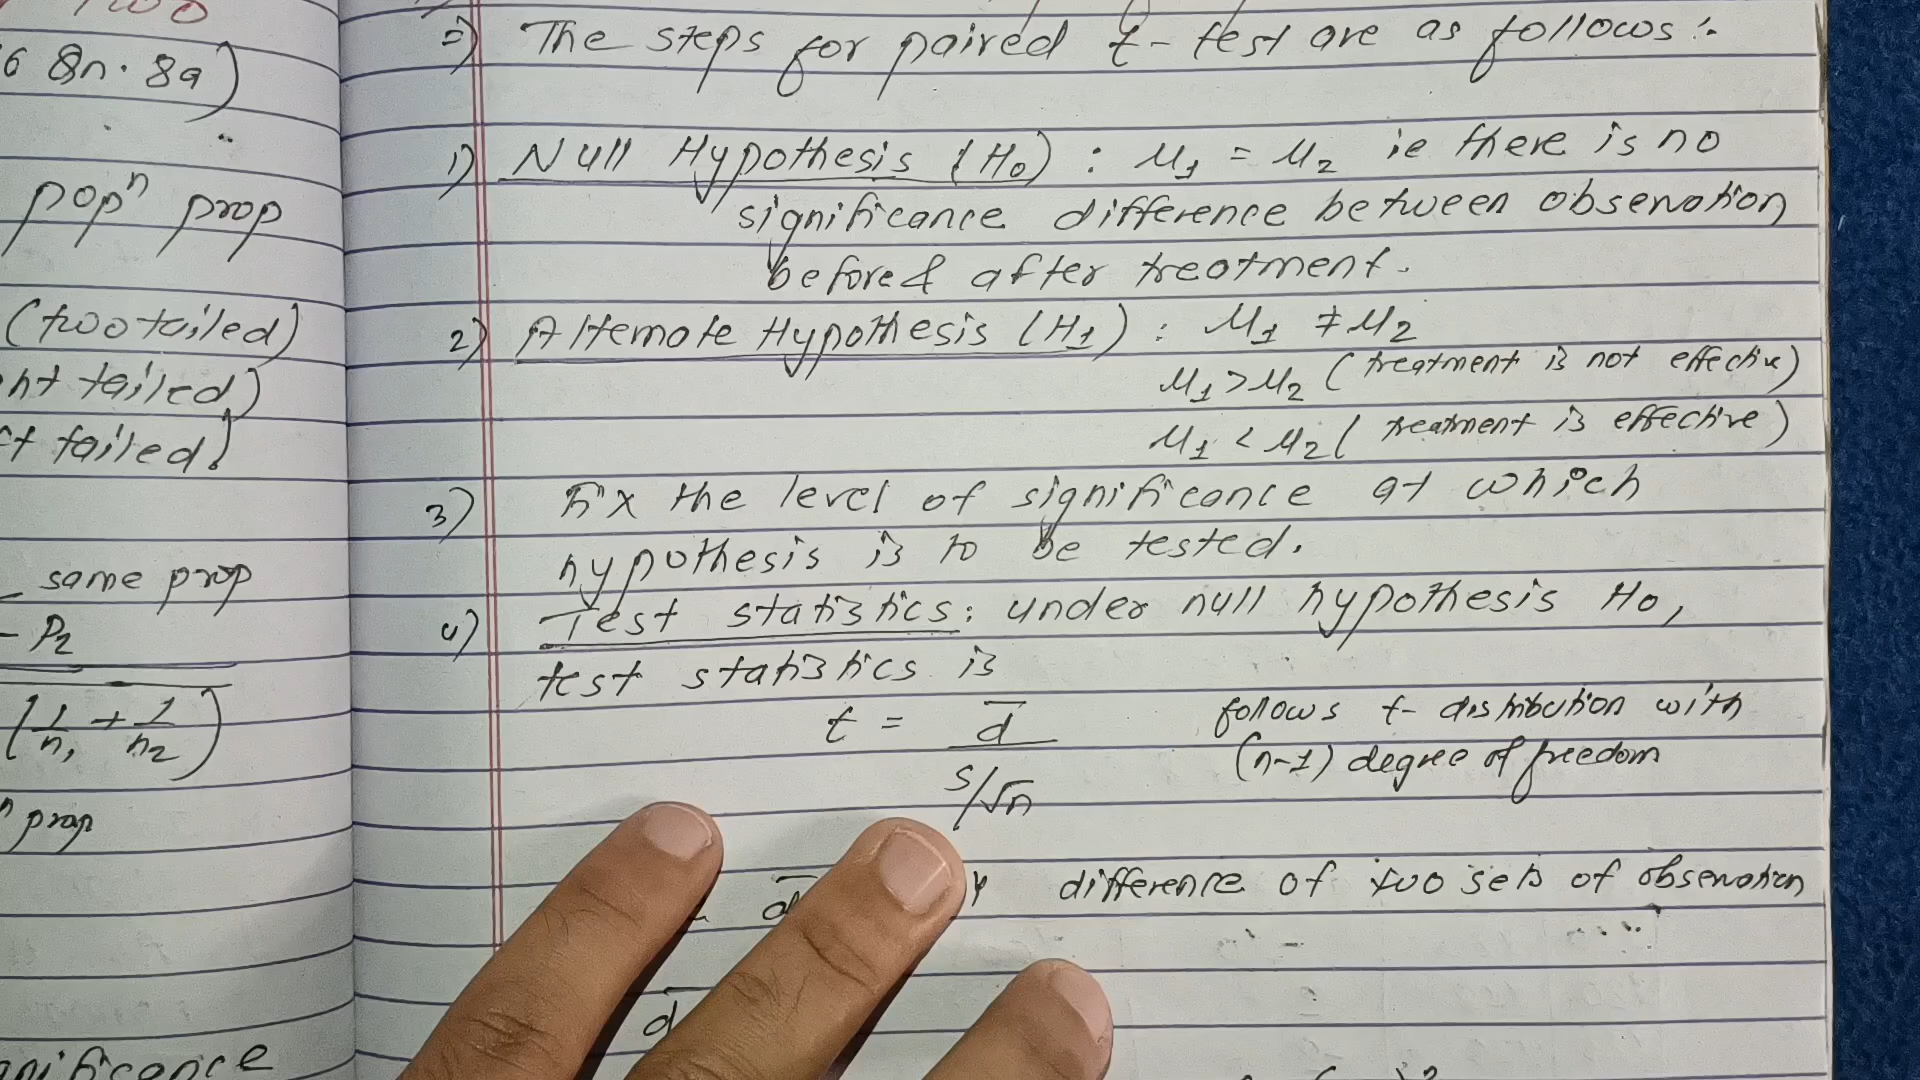 6 8n. 8a)
popⁿ prop
(two tailed)
ht tailed)
ft tailed)
same prop
- P₂
(1/n₁ + 1/n₂)
ⁿ prop
nificance
=) The steps for paired t-test are as follows :-
1) Null Hypothesis (H₀) : μ₁ = μ₂ ie there is no
significance difference between observation
before & after treatment.
2) Alternate Hypothesis (H₁) : μ₁ ≠ μ₂
μ₁ > μ₂ (treatment is not effective)
μ₁ < μ₂ (treatment is effective)
3) Fix the level of significance at which
hypothesis is to be tested.
4) Test statistics: under null hypothesis H₀,
test statistics is
t = d̄ / (s/√n) follows t- distribution with
(n-1) degree of freedom
d̄ difference of two sets of observation
d̄